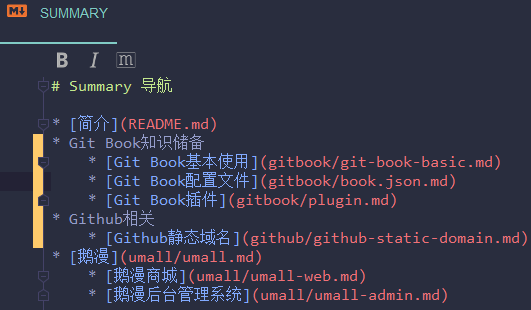 M↓ SUMMARY
B I m
# Summary 导航
* [简介](README.md)
* Git Book知识储备
    * [Git Book基本使用](gitbook/git-book-basic.md)
    * [Git Book配置文件](gitbook/book.json.md)
    * [Git Book插件](gitbook/plugin.md)
* Github相关
    * [Github静态域名](github/github-static-domain.md)
* [鹅漫](umall/umall.md)
    * [鹅漫商城](umall/umall-web.md)
    * [鹅漫后台管理系统](umall/umall-admin.md)